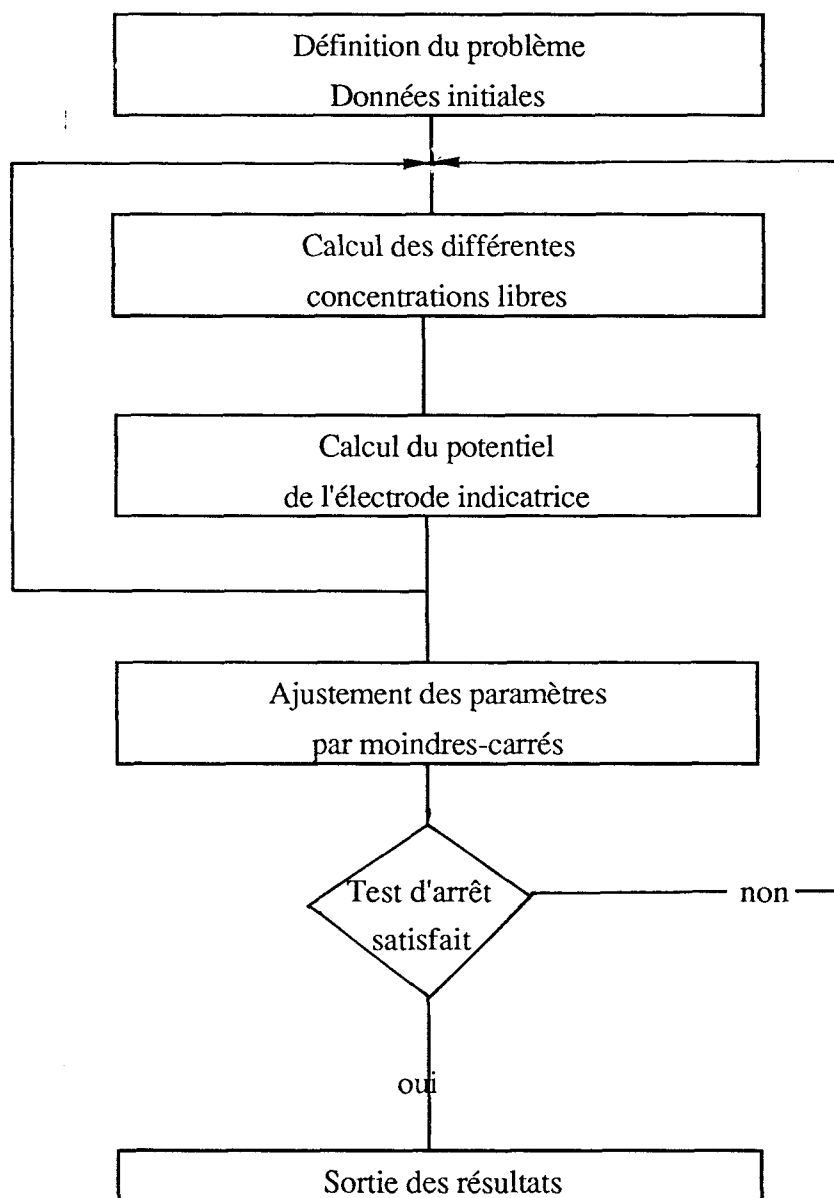 Définition du problème
Données initiales
Calcul des différentes
concentrations libres
Calcul du potentiel
de l'électrode indicatrice
Ajustement des paramètres
par moindres-carrés
Test d'arrêt
satisfait
non
oui
Sortie des résultats